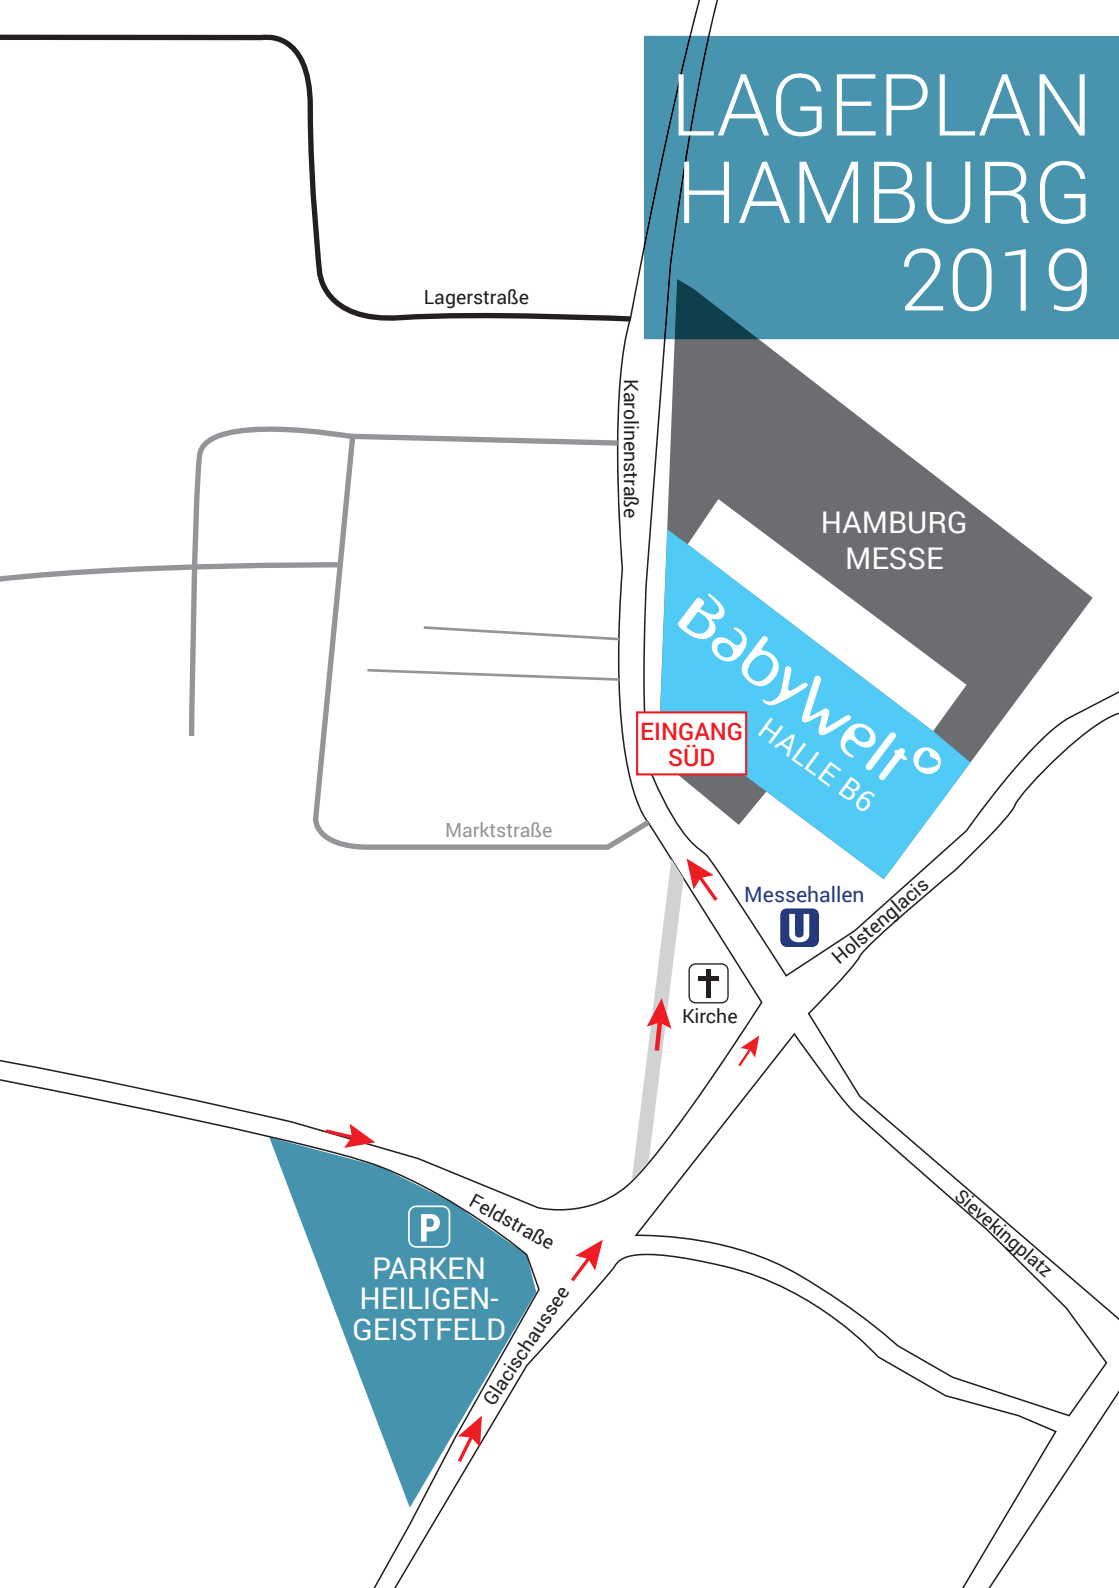 LAGEPLAN
HAMBURG
2019
Lagerstraße
Karolinenstraße
HAMBURG
MESSE
BabyWelt
HALLE B6
EINGANG
SÜD
Marktstraße
Messehallen
U
Holstenglacis
Kirche
Sievekingplatz
Feldstraße
P
PARKEN
HEILIGEN-
GEISTFELD
Glacischaussee